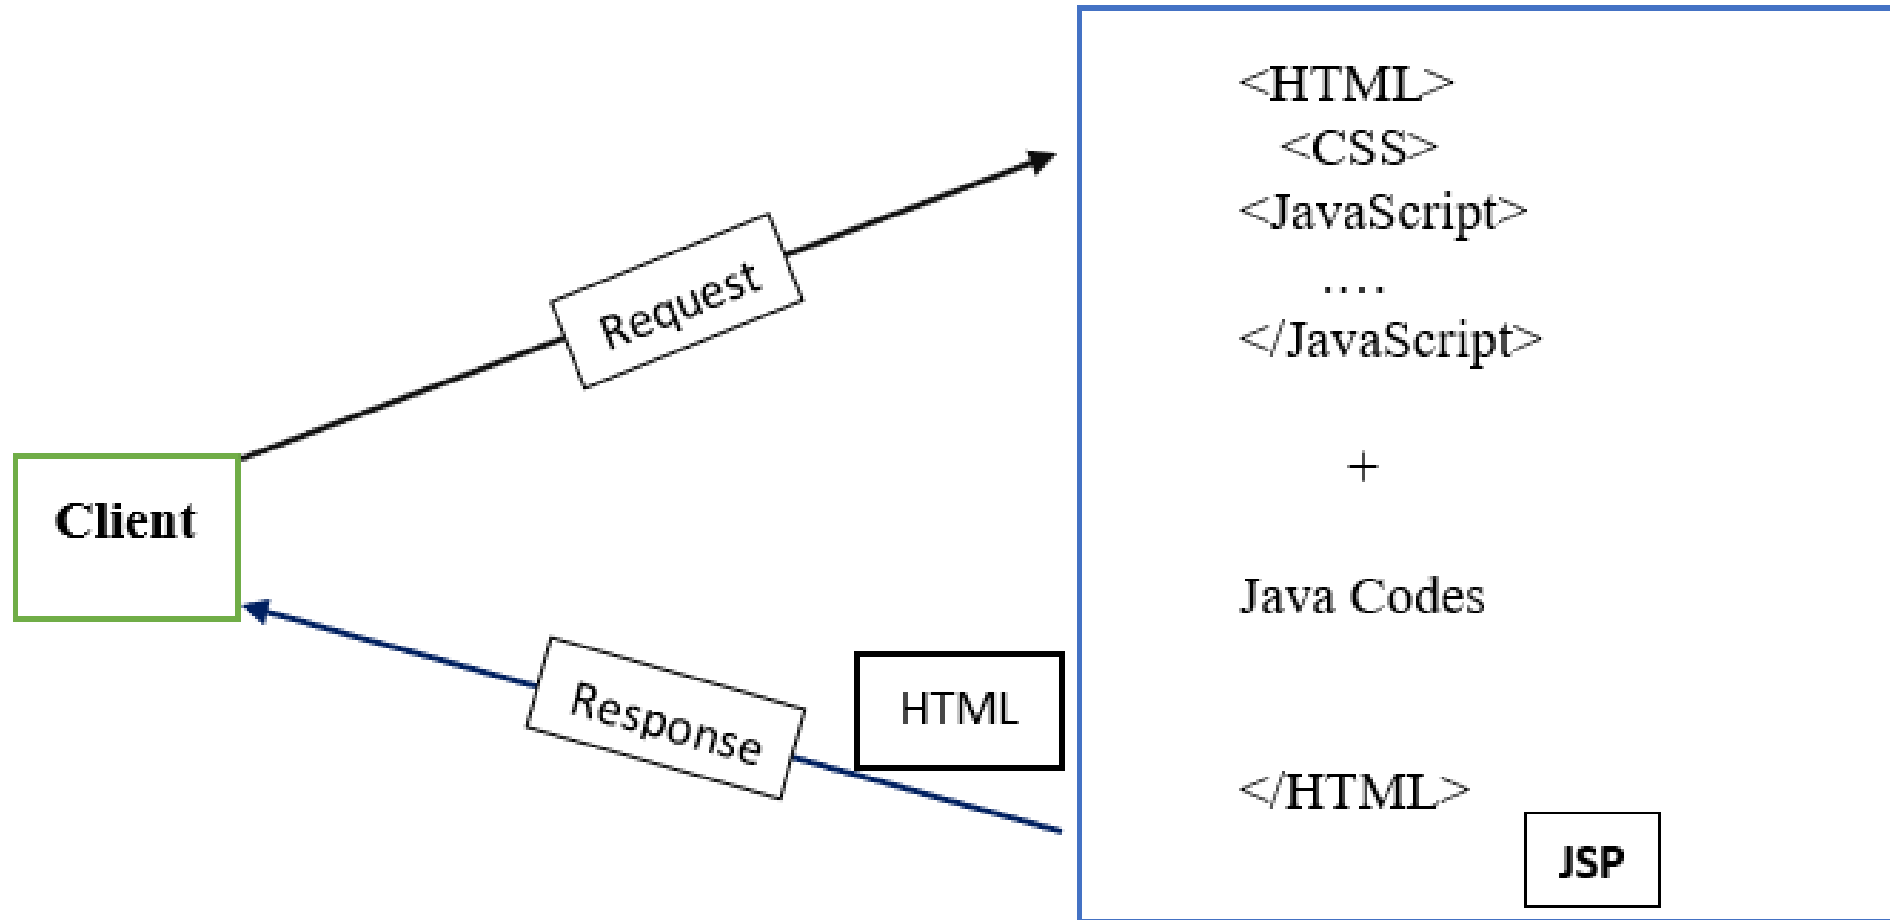 <HTML>
<CSS>
<JavaScript>
....
</JavaScript>
+
Java Codes
</HTML>
JSP
Request
Client
Response
HTML